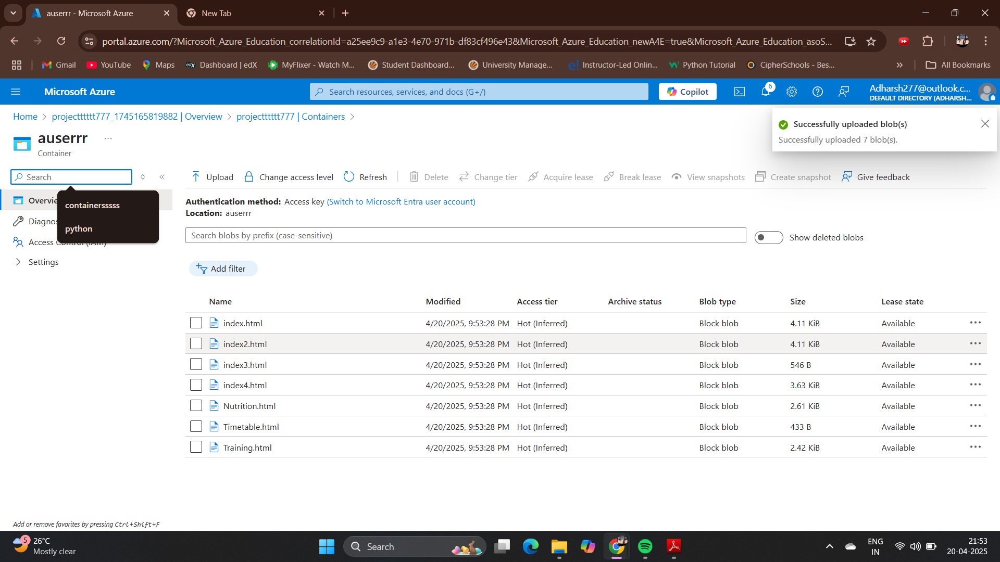 auserrr - Microsoft Azure
New Tab
portal.azure.com/?Microsoft_Azure_Education_correlationId=a25ee9c9-a1e3-4e70-971b-df83cf496e43&Microsoft_Azure_Education_newA4E=true&Microsoft_Azure_Education_asoS...
Gmail YouTube Maps edX Dashboard | edX MyFlixer - Watch M... Student Dashboard... University Manage... e! Instructor-Led Onlin... Python Tutorial CipherSchools - Bes... All Bookmarks
Microsoft Azure
Search resources, services, and docs (G+/)
Copilot
6
Adharsh277@outlook.c...
DEFAULT DIRECTORY (ADHARSH...
Home > projectttttt777_1745165819882 | Overview > projectttttt777 | Containers >
Successfully uploaded blob(s)
Successfully uploaded 7 blob(s).
auserrr ...
Container
Search
containersssss
python
Overvie
Diagnos
Access Control (IAM)
Settings
Upload Change access level Refresh Delete Change tier Acquire lease Break lease View snapshots Create snapshot Give feedback
Authentication method: Access key (Switch to Microsoft Entra user account)
Location: auserrr
Search blobs by prefix (case-sensitive)
Show deleted blobs
Add filter
Name Modified Access tier Archive status Blob type Size Lease state
index.html 4/20/2025, 9:53:28 PM Hot (Inferred) Block blob 4.11 KiB Available
index2.html 4/20/2025, 9:53:28 PM Hot (Inferred) Block blob 4.11 KiB Available
index3.html 4/20/2025, 9:53:28 PM Hot (Inferred) Block blob 546 B Available
index4.html 4/20/2025, 9:53:28 PM Hot (Inferred) Block blob 3.63 KiB Available
Nutrition.html 4/20/2025, 9:53:28 PM Hot (Inferred) Block blob 2.61 KiB Available
Timetable.html 4/20/2025, 9:53:28 PM Hot (Inferred) Block blob 433 B Available
Training.html 4/20/2025, 9:53:28 PM Hot (Inferred) Block blob 2.42 KiB Available
Add or remove favorites by pressing Ctrl+Shift+F
5
26°C
Mostly clear
Search
ENG
IN
21:53
20-04-2025